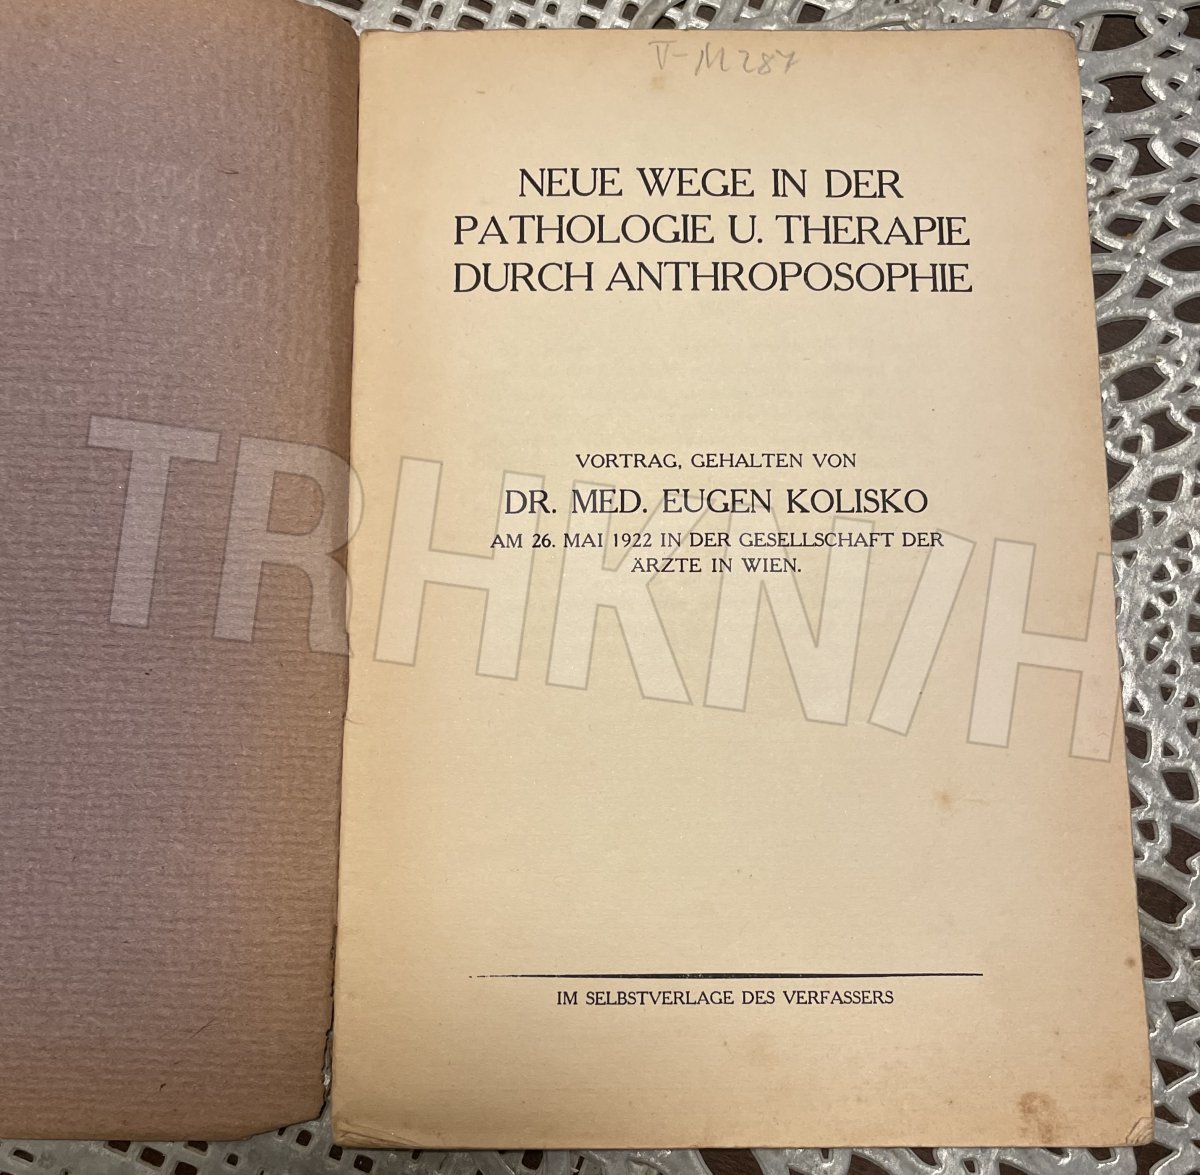 V-M 287
NEUE WEGE IN DER
PATHOLOGIE U. THERAPIE
DURCH ANTHROPOSOPHIE
VORTRAG, GEHALTEN VON
DR. MED. EUGEN KOLISKO
AM 26. MAI 1922 IN DER GESELLSCHAFT DER
ÄRZTE IN WIEN.
TRHKN/H
IM SELBSTVERLAGE DES VERFASSERS